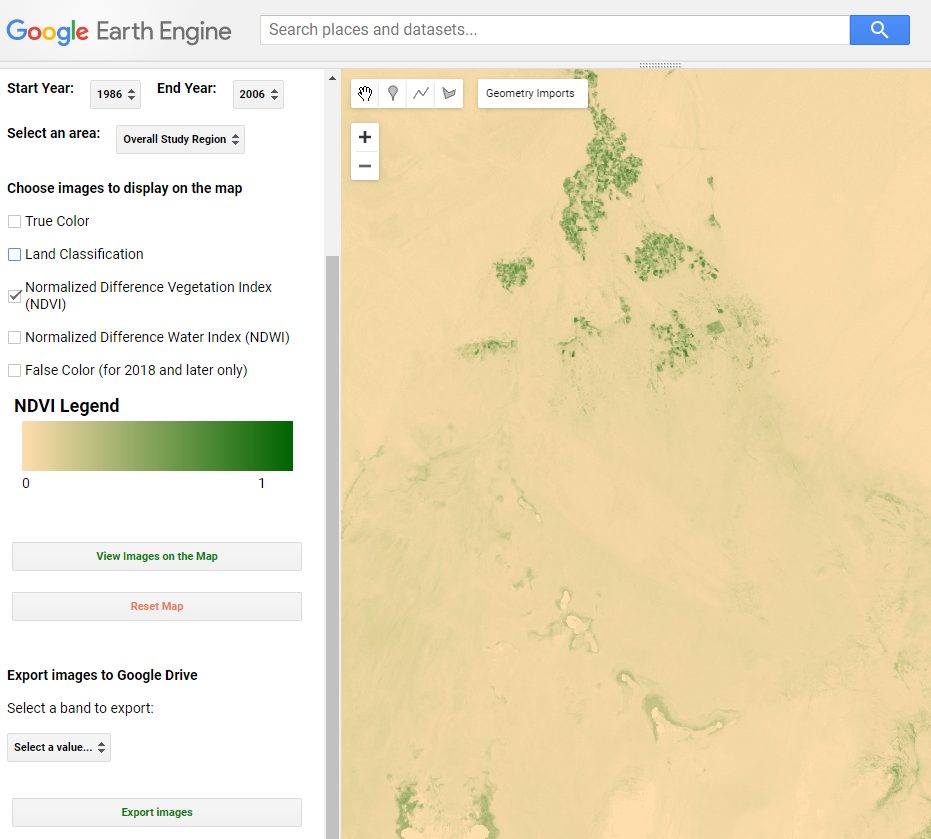 Google Earth Engine
Search places and datasets...
Start Year:
1986
End Year:
2006
Select an area:
Overall Study Region
Choose images to display on the map
True Color
Land Classification
Normalized Difference Vegetation Index
(NDVI)
Normalized Difference Water Index (NDWI)
False Color (for 2018 and later only)
NDVI Legend
0
1
View Images on the Map
Reset Map
Export images to Google Drive
Select a band to export:
Select a value...
Export images
Geometry Imports
+
−